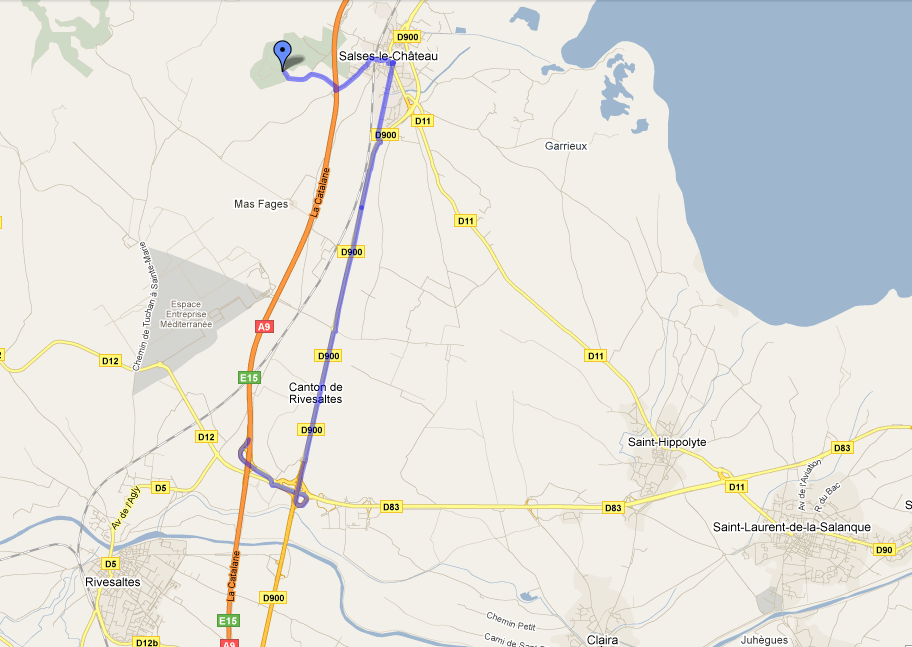 D900
Salses-le-Château
D11
D900
Garrieux
La Catalane
Mas Fages
D11
Chemin de Tuchan à Sainte-Marie
D900
Espace
Entreprise
Méditerranée
A9
D12
D900
D11
E15
Canton de
Rivesaltes
D900
D12
Saint-Hippolyte
D83
D5
Av de l'Agly
D83
D83
D11
Av de l'Aviation
R du Bac
S
Saint-Laurent-de-la-Salanque
D90
D5
Rivesaltes
La Catalane
D900
E15
Chemin Petit
D12b
A9
Cami de San
Claira
Juhègues